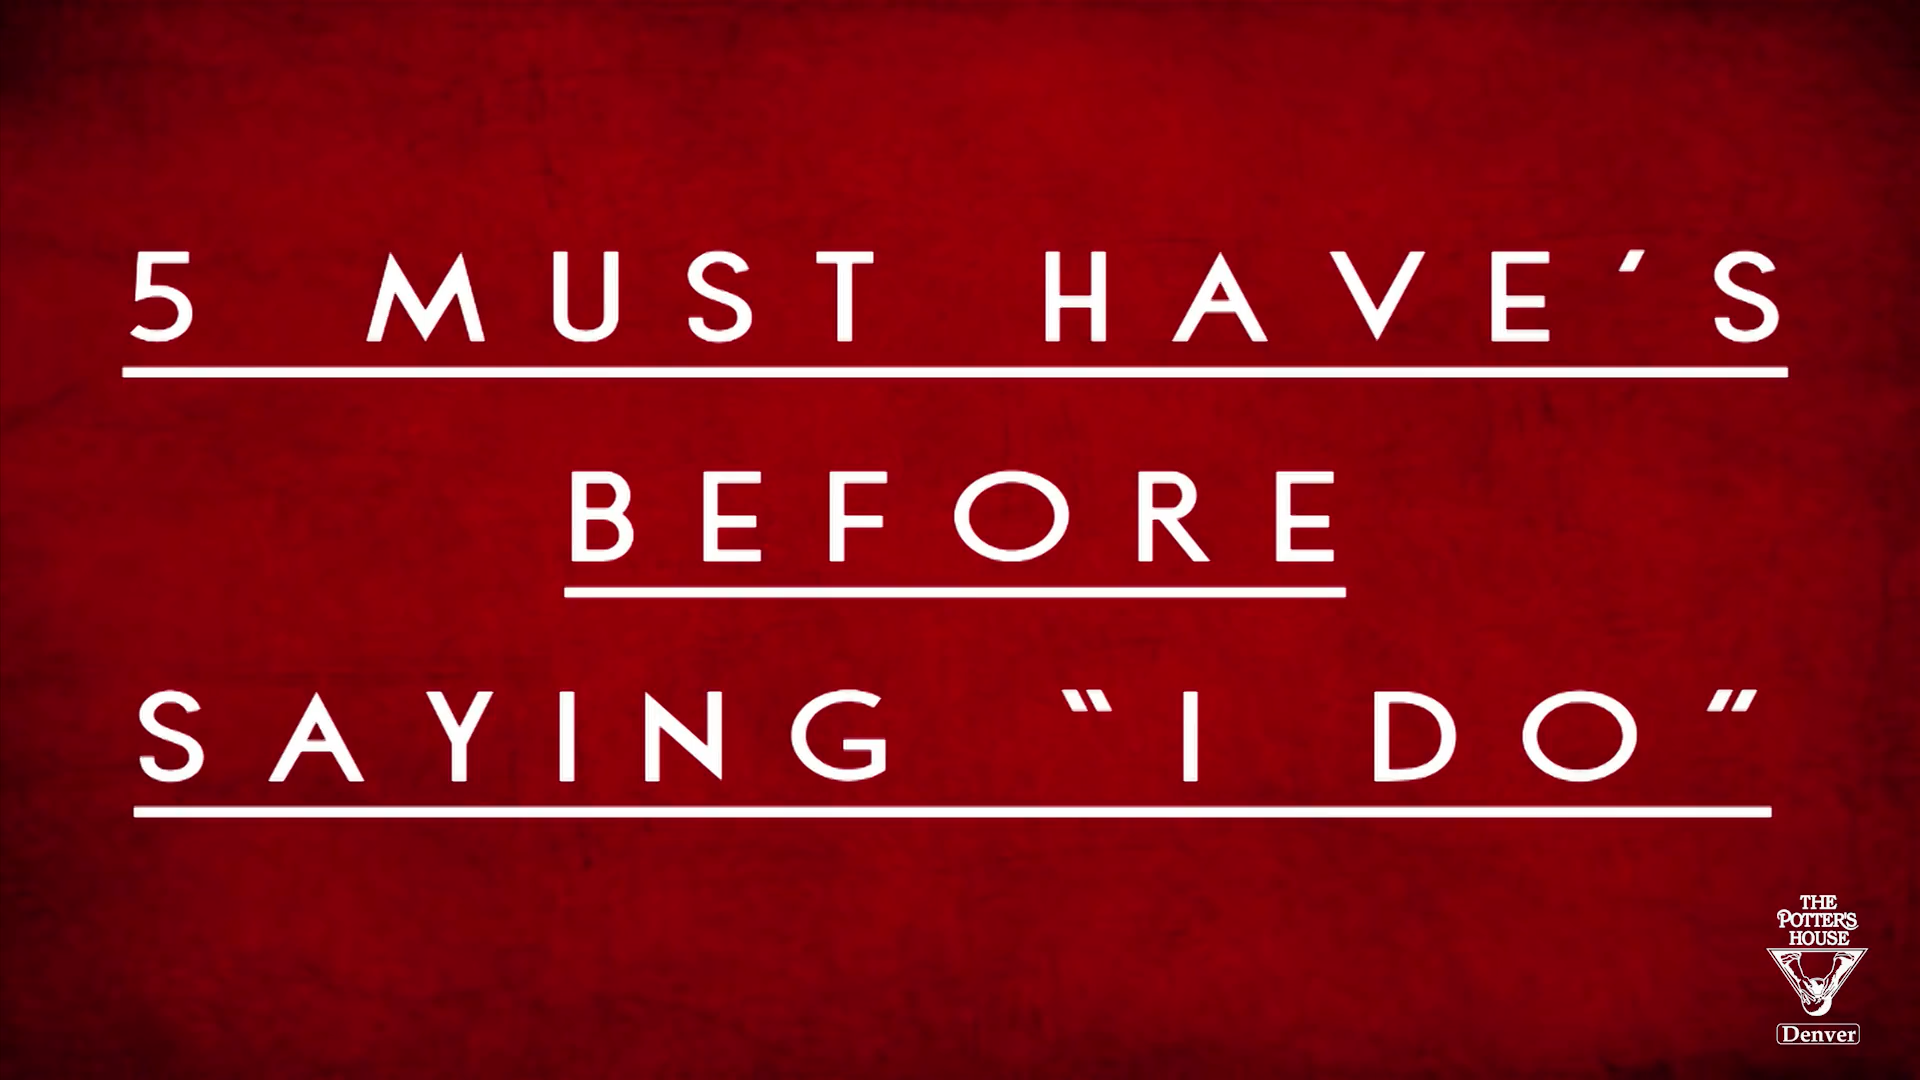 5 MUST HAVE'S
BEFORE
SAYING "I DO"
THE
POTTER'S
HOUSE
Denver